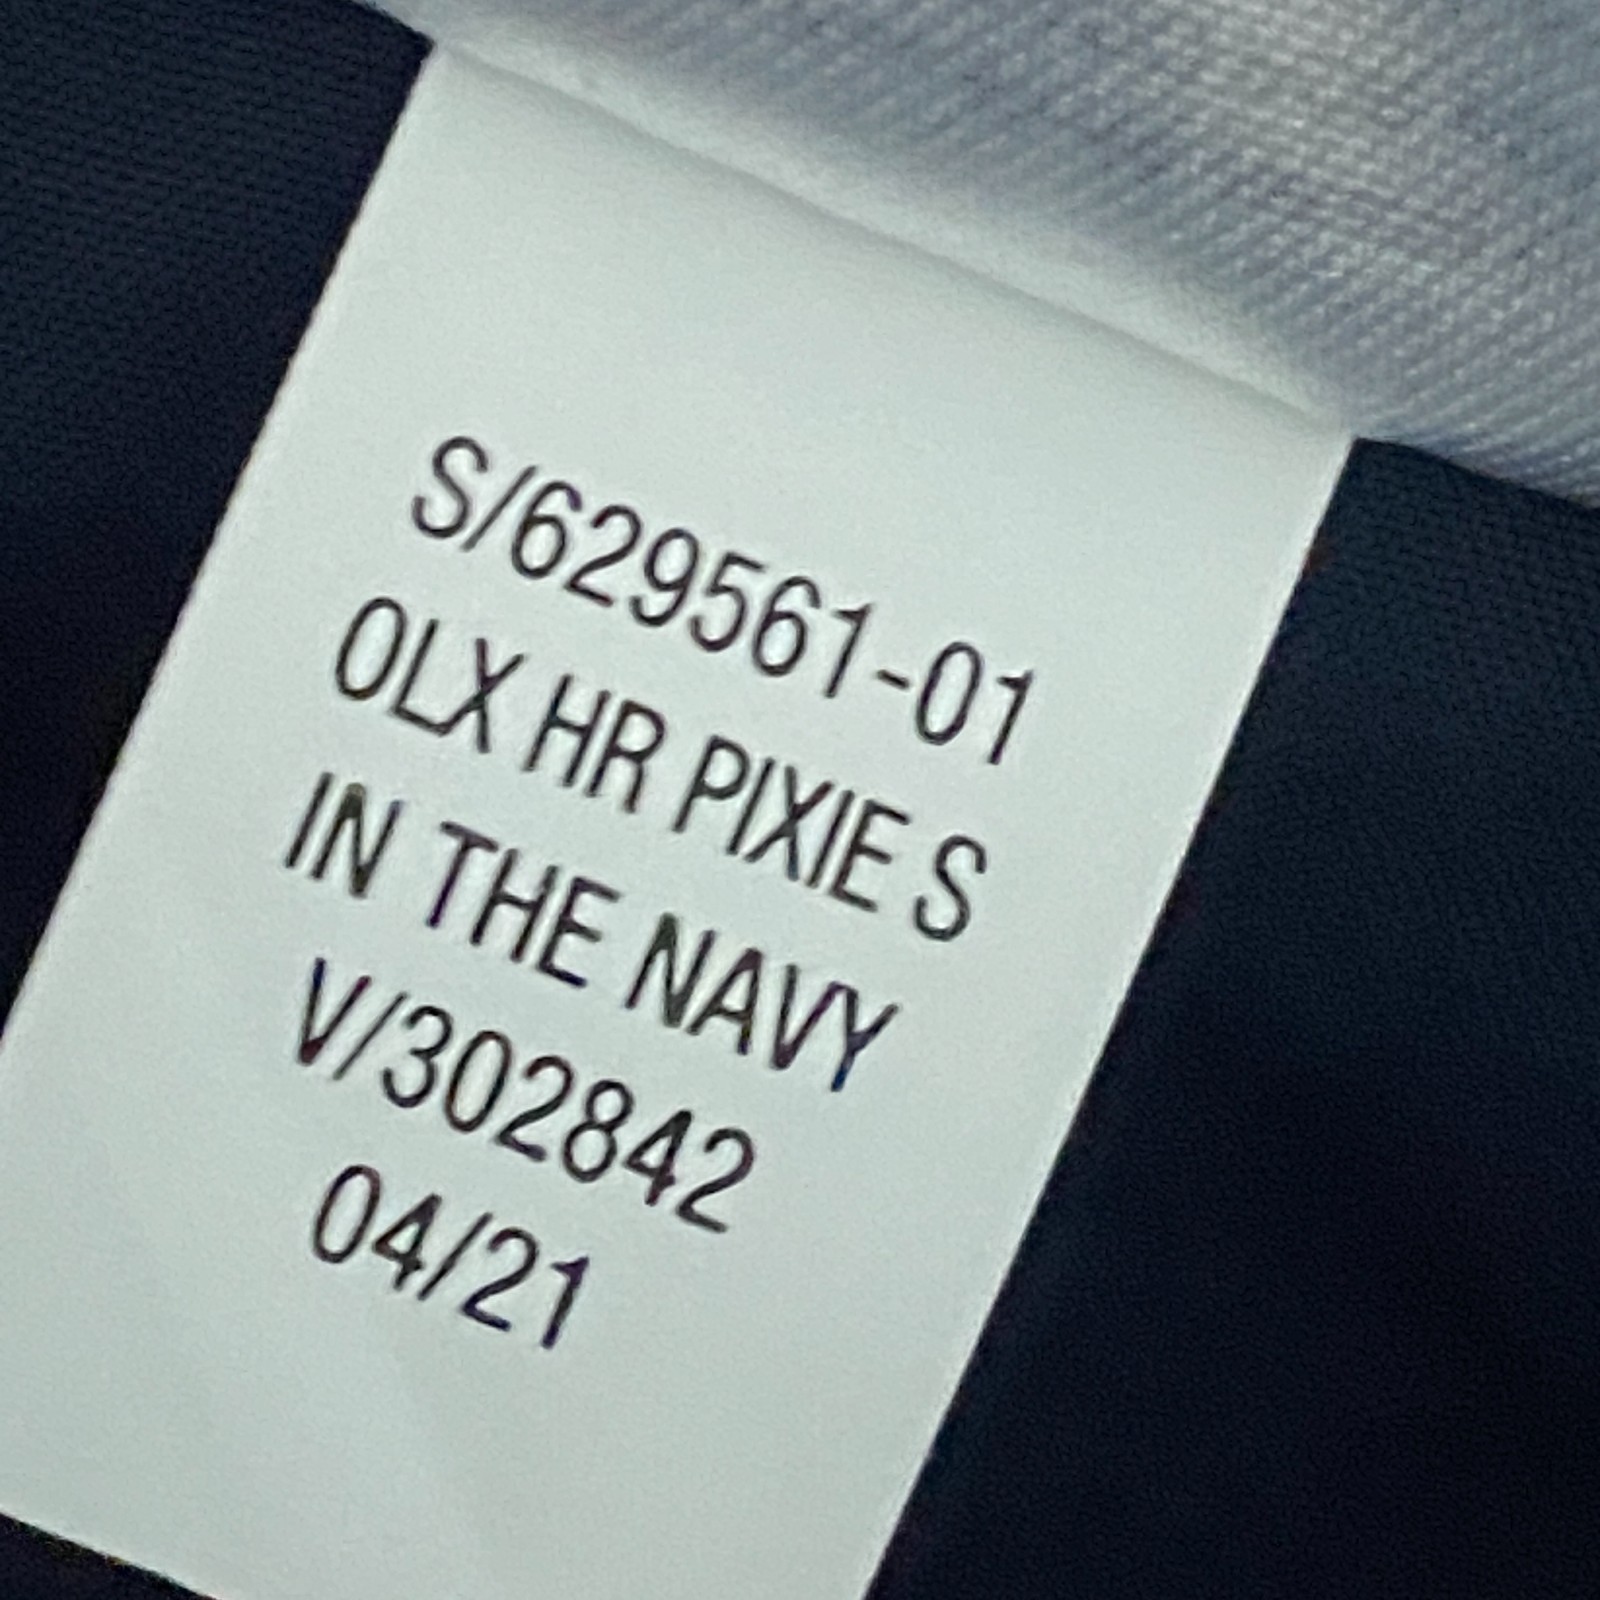 S/629561-01
OLX HR PIXIE S
IN THE NAVY
V/302842
04/21